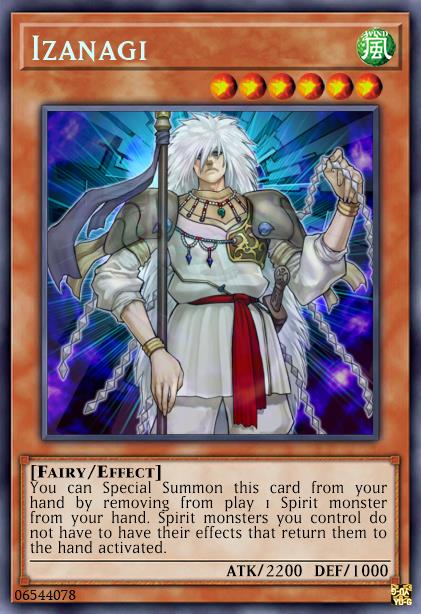 IZANAGI
WIND
風
[FAIRY/EFFECT]
You can Special Summon this card from your
hand by removing from play 1 Spirit monster
from your hand. Spirit monsters you control do
not have to have their effects that return them to
the hand activated.
ATK/2200 DEF/1000
06544078